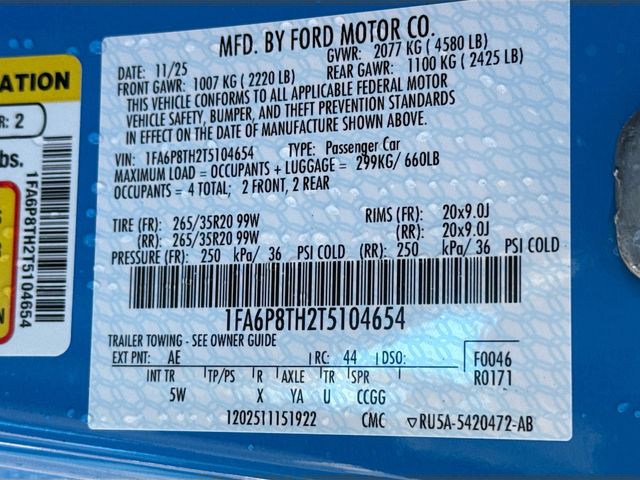 MFD. BY FORD MOTOR CO.
DATE: 11/25 GVWR: 2077 KG ( 4580 LB)
FRONT GAWR: 1007 KG ( 2220 LB) REAR GAWR: 1100 KG ( 2425 LB)
THIS VEHICLE CONFORMS TO ALL APPLICABLE FEDERAL MOTOR
VEHICLE SAFETY, BUMPER, AND THEFT PREVENTION STANDARDS
IN EFFECT ON THE DATE OF MANUFACTURE SHOWN ABOVE.
VIN: 1FA6P8TH2T5104654 TYPE: Passenger Car
MAXIMUM LOAD = OCCUPANTS + LUGGAGE = 299KG/ 660LB
OCCUPANTS = 4 TOTAL; 2 FRONT, 2 REAR
TIRE (FR): 265/35R20 99W RIMS (FR): 20x9.0J
(RR): 265/35R20 99W (RR): 20x9.0J
PRESSURE (FR): 250 kPa/ 36 PSI COLD (RR): 250 kPa/ 36 PSI COLD
1FA6P8TH2T5104654
TRAILER TOWING - SEE OWNER GUIDE
EXT PNT: AE RC: 44 DSO: F0046
R0171
INT TR TP/PS R AXLE TR SPR
5W X YA U CCGG
1202511151922 CMC ▽RU5A-5420472-AB
ATION
R: 2
bs.
1FA6P8TH2T5104654